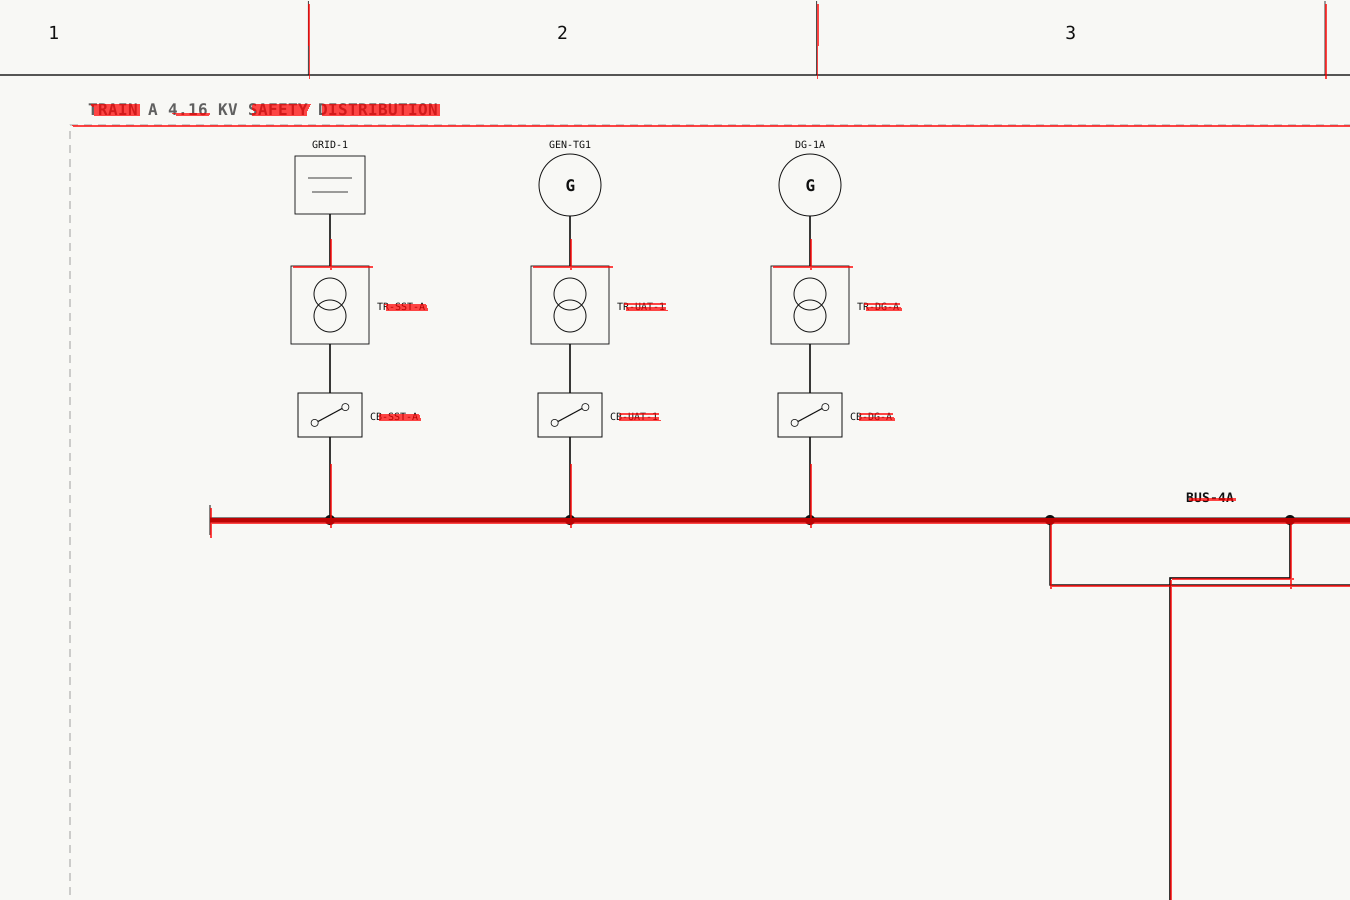 1 2 3
TRAIN A 4.16 KV SAFETY DISTRIBUTION
GRID-1 GEN-TG1 DG-1A
G G
TR-SST-A TR-UAT-1 TR-DG-A
CB-SST-A CB-UAT-1 CB-DG-A
BUS-4A